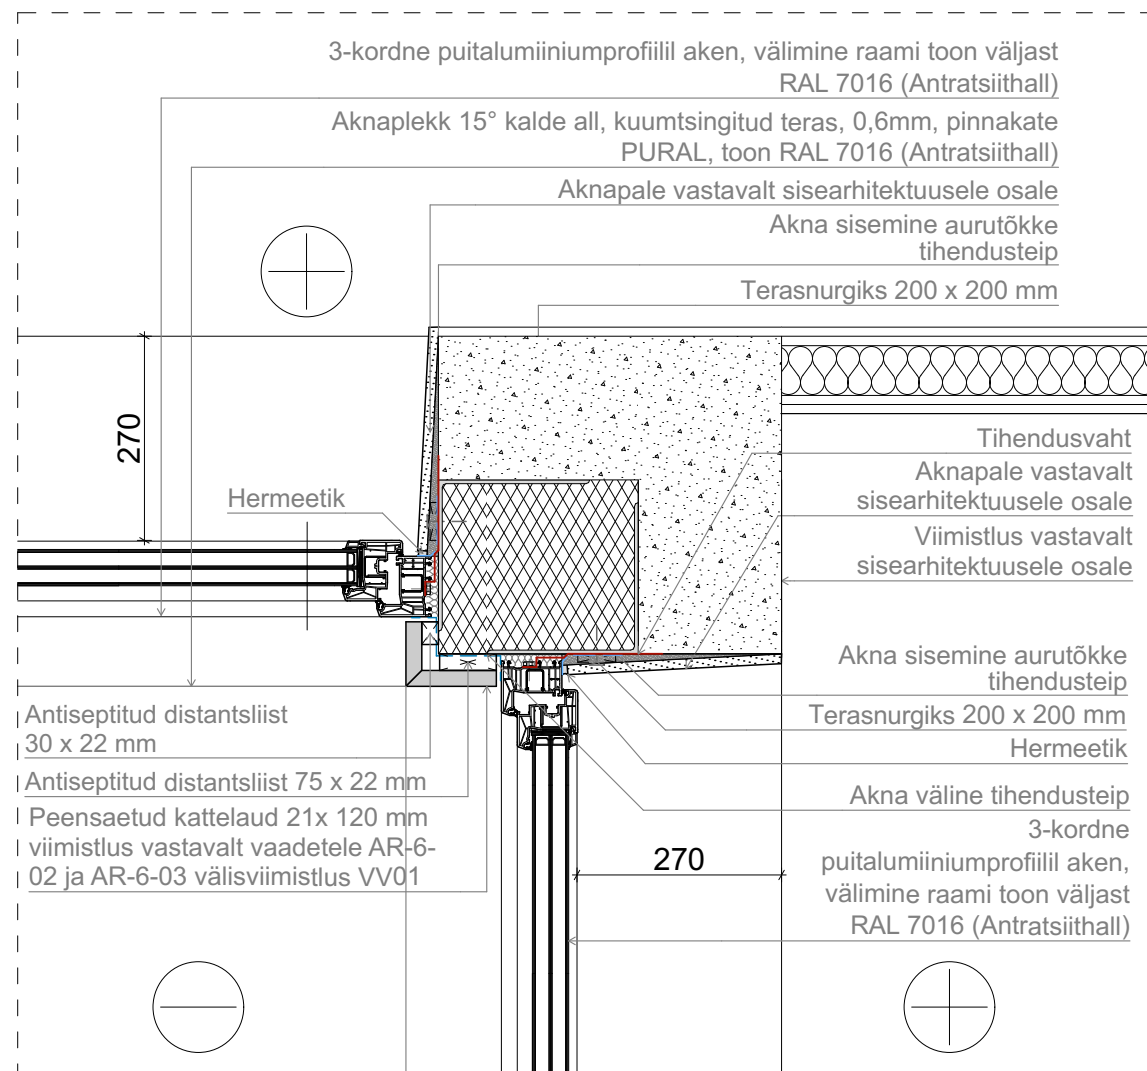 3-kordne puitalumiiniumprofiilil aken, välimine raami toon väljast
RAL 7016 (Antratsiithall)
Aknaplekk 15° kalde all, kuumtsingitud teras, 0,6mm, pinnakate
PURAL, toon RAL 7016 (Antratsiithall)
Aknapale vastavalt sisearhitektuusele osale
Akna sisemine aurutõkke
tihendusteip
Terasnurgiks 200 x 200 mm
270
Hermeetik
Tihendusvaht
Aknapale vastavalt
sisearhitektuusele osale
Viimistlus vastavalt
sisearhitektuusele osale
Akna sisemine aurutõkke
tihendusteip
Terasnurgiks 200 x 200 mm
Hermeetik
Akna väline tihendusteip
3-kordne
puitalumiiniumprofiilil aken,
välimine raami toon väljast
RAL 7016 (Antratsiithall)
Antiseptitud distantsliist
30 x 22 mm
Antiseptitud distantsliist 75 x 22 mm
Peensaetud kattelaud 21x 120 mm
viimistlus vastavalt vaadetele AR-6-
02 ja AR-6-03 välisviimistlus VV01
270